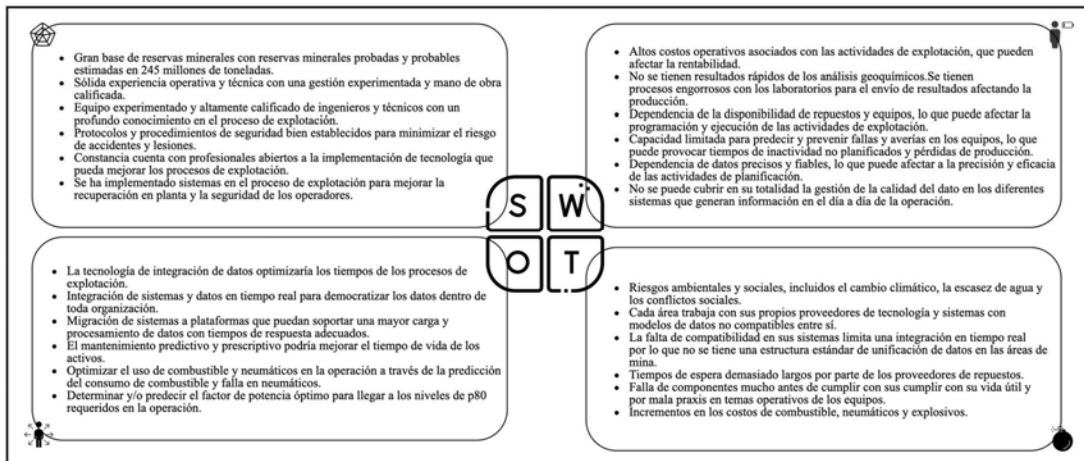 • Gran base de reservas minerales con reservas minerales probadas y probables
estimadas en 245 millones de toneladas.
• Sólida experiencia operativa y técnica con una gestión experimentada y mano de obra
calificada.
• Equipo experimentado y altamente calificado de ingenieros y técnicos con un
profundo conocimiento en el proceso de explotación.
• Protocolos y procedimientos de seguridad bien establecidos para minimizar el riesgo
de accidentes y lesiones.
• Constancia cuenta con profesionales abiertos a la implementación de tecnología que
pueda mejorar los procesos de explotación.
• Se ha implementado sistemas en el proceso de explotación para mejorar la
recuperación en planta y la seguridad de los operadores.
• Altos costos operativos asociados con las actividades de explotación, que pueden
afectar la rentabilidad.
• No se tienen resultados rápidos de los análisis geoquímicos.Se tienen
procesos engorrosos con los laboratorios para el envío de resultados afectando la
producción.
• Dependencia de la disponibilidad de repuestos y equipos, lo que puede afectar la
programación y ejecución de las actividades de explotación.
• Capacidad limitada para predecir y prevenir fallas y averías en los equipos, lo que
puede provocar tiempos de inactividad no planificados y pérdidas de producción.
• Dependencia de datos precisos y fiables, lo que puede afectar a la precisión y eficacia
de las actividades de planificación.
• No se puede cubrir en su totalidad la gestión de la calidad del dato en los diferentes
sistemas que generan información en el día a día de la operación.
S W
O T
• La tecnología de integración de datos optimizaría los tiempos de los procesos de
explotación.
• Integración de sistemas y datos en tiempo real para democratizar los datos dentro de
toda organización.
• Migración de sistemas a plataformas que puedan soportar una mayor carga y
procesamiento de datos con tiempos de respuesta adecuados.
• El mantenimiento predictivo y prescriptivo podría mejorar el tiempo de vida de los
activos.
• Optimizar el uso de combustible y neumáticos en la operación a través de la predicción
del consumo de combustible y falla en neumáticos.
• Determinar y/o predecir el factor de potencia óptimo para llegar a los niveles de p80
requeridos en la operación.
• Riesgos ambientales y sociales, incluidos el cambio climático, la escasez de agua y
los conflictos sociales.
• Cada área trabaja con sus propios proveedores de tecnología y sistemas con
modelos de datos no compatibles entre sí.
• La falta de compatibilidad en sus sistemas limita una integración en tiempo real
por lo que no se tiene una estructura estándar de unificación de datos en las áreas de
mina.
• Tiempos de espera demasiado largos por parte de los proveedores de repuestos.
• Falla de componentes mucho antes de cumplir con sus cumplir con su vida útil y
por mala praxis en temas operativos de los equipos.
• Incrementos en los costos de combustible, neumáticos y explosivos.